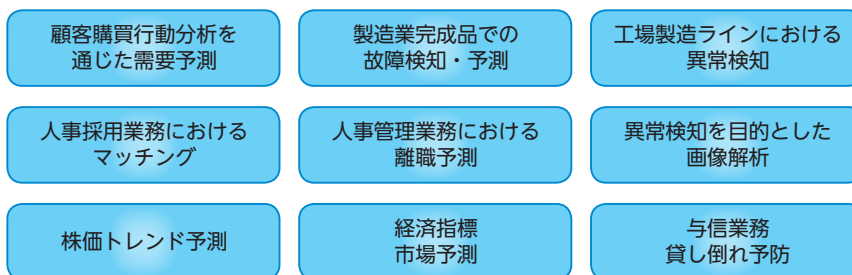 顧客購買行動分析を
通じた需要予測
製造業完成品での
故障検知・予測
工場製造ラインにおける
異常検知
人事採用業務における
マッチング
人事管理業務における
離職予測
異常検知を目的とした
画像解析
株価トレンド予測
経済指標
市場予測
与信業務
貸し倒れ予防